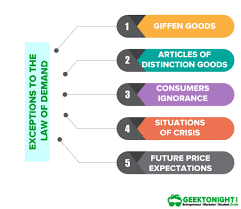 EXCEPTIONS TO THE
LAW OF DEMAND
1
GIFFEN GOODS
2
ARTICLES OF
DISTINCTION GOODS
3
CONSUMERS
IGNORANCE
4
SITUATIONS
OF CRISIS
5
FUTURE PRICE
EXPECTATIONS
GEEKTONIGHT